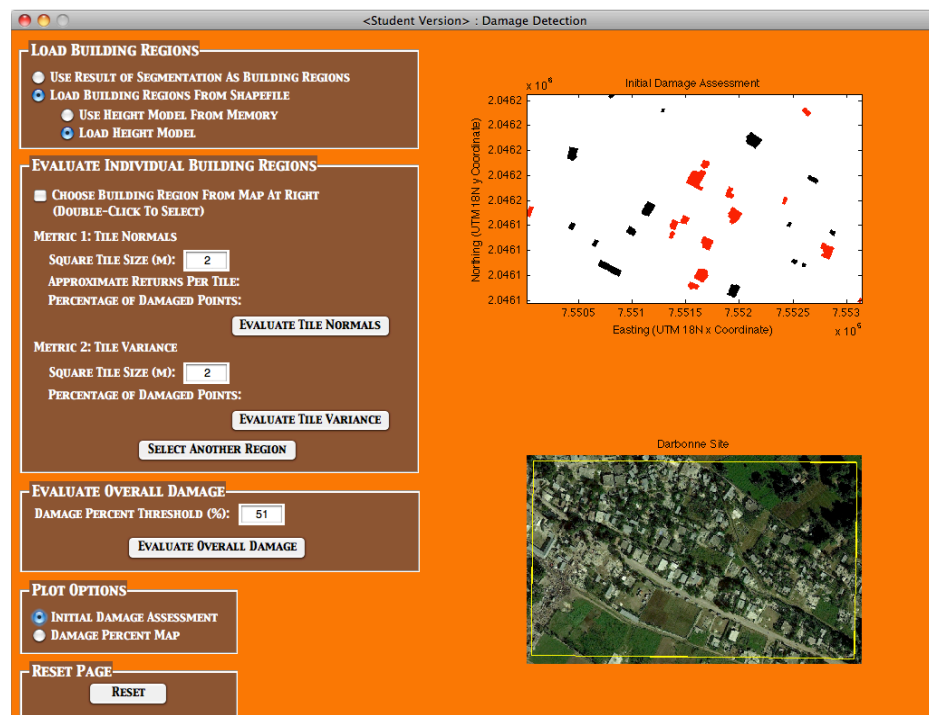 <Student Version> : Damage Detection
Load Building Regions
Use Result of Segmentation As Building Regions
Load Building Regions From Shapefile
Use Height Model From Memory
Load Height Model
Evaluate Individual Building Regions
Choose Building Region From Map At Right
(Double-Click To Select)
Metric 1: Tile Normals
Square Tile Size (m): 2
Approximate Returns Per Tile:
Percentage of Damaged Points:
Evaluate Tile Normals
Metric 2: Tile Variance
Square Tile Size (m): 2
Percentage of Damaged Points:
Evaluate Tile Variance
Select Another Region
Evaluate Overall Damage
Damage Percent Threshold (%): 51
Evaluate Overall Damage
Plot Options
Initial Damage Assessment
Damage Percent Map
Reset Page
Reset
x 10^6
Initial Damage Assessment
2.0462
2.0462
2.0462
2.0462
2.0462
2.0461
2.0461
2.0461
2.0461
Northing (UTM 18N y Coordinate)
7.5505 7.551 7.5515 7.552 7.5525 7.553
Easting (UTM 18N x Coordinate)
x 10^6
Darbonne Site